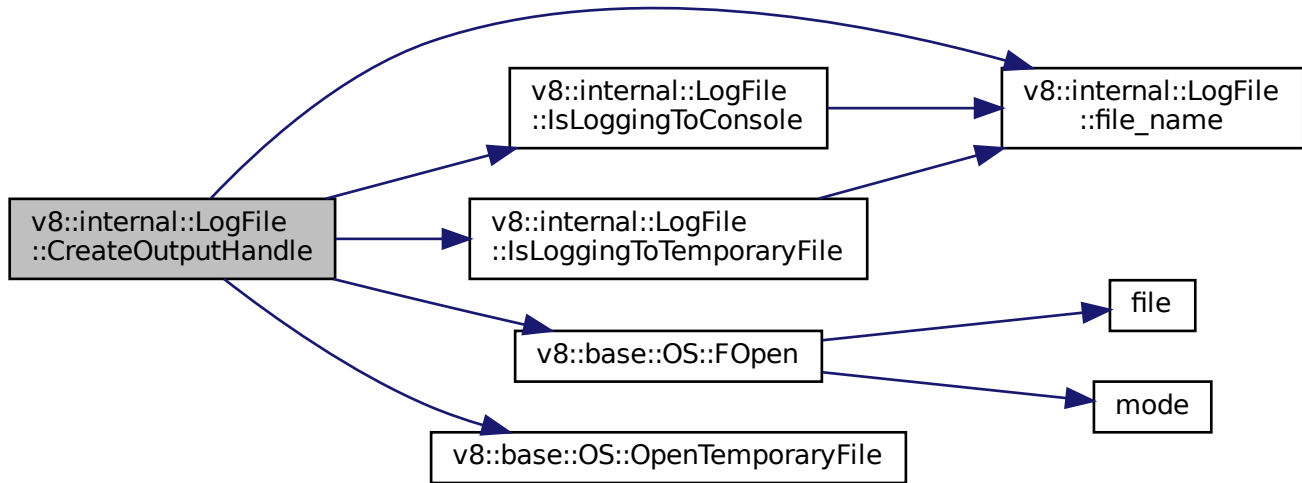 v8::internal::LogFile
::CreateOutputHandle
v8::internal::LogFile
::IsLoggingToConsole
v8::internal::LogFile
::file_name
v8::internal::LogFile
::IsLoggingToTemporaryFile
v8::base::OS::FOpen
file
mode
v8::base::OS::OpenTemporaryFile